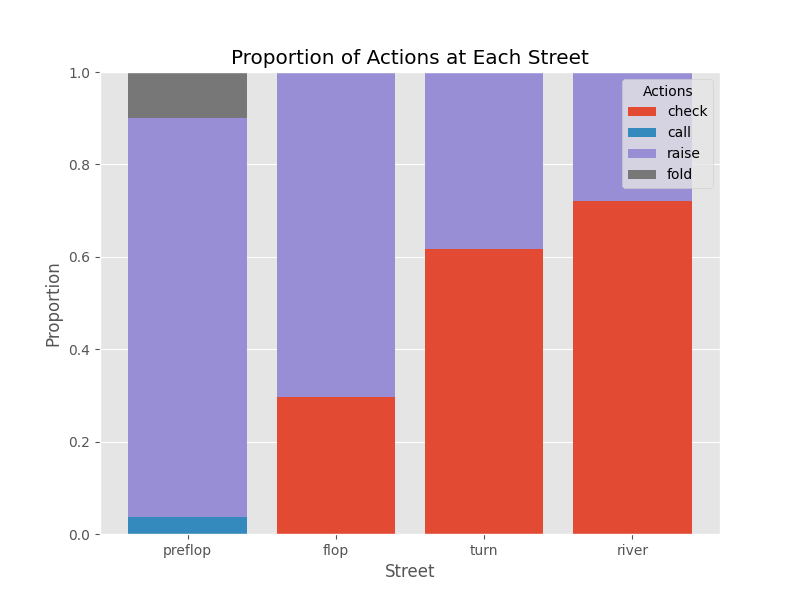 Proportion of Actions at Each Street
Actions
check
call
raise
fold
Proportion
1.0
0.8
0.6
0.4
0.2
0.0
preflop flop turn river
Street